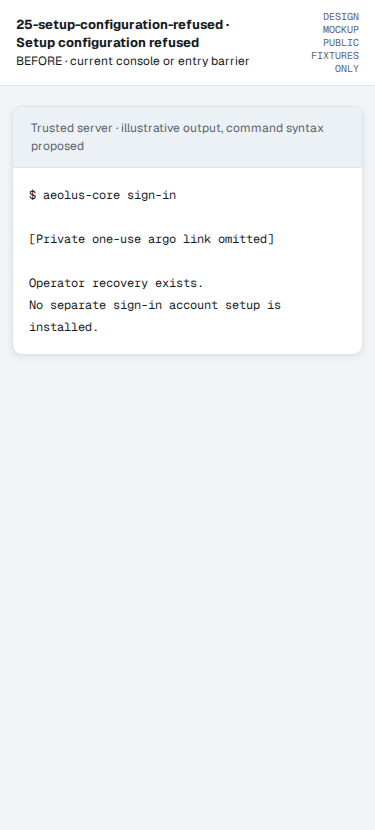 25-setup-configuration-refused ·
Setup configuration refused
BEFORE · current console or entry barrier
DESIGN
MOCKUP
PUBLIC
FIXTURES
ONLY
Trusted server · illustrative output, command syntax
proposed
$ aeolus-core sign-in
[Private one-use argo link omitted]
Operator recovery exists.
No separate sign-in account setup is
installed.